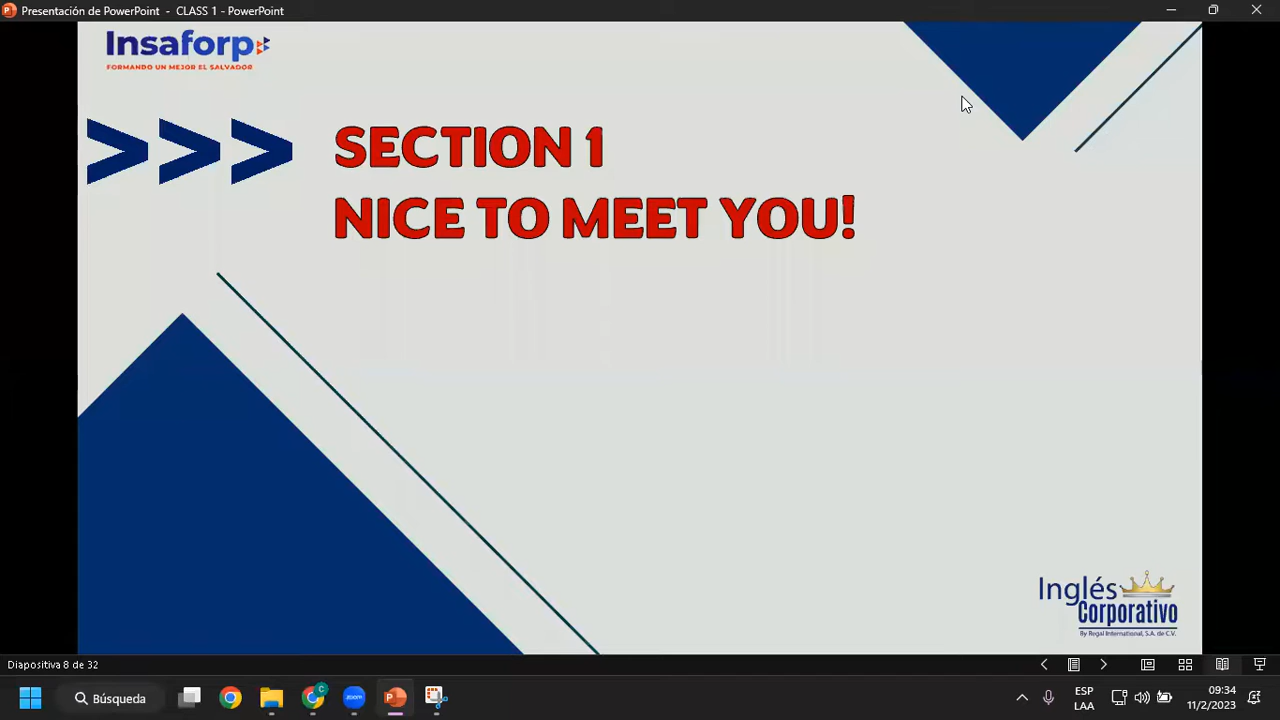 Presentación de PowerPoint - CLASS 1 - PowerPoint
Insaforp
FORMANDO UN MEJOR EL SALVADOR
>>> SECTION 1
NICE TO MEET YOU!
Inglés
Corporativo
By Regal International, S.A. de C.V.
Diapositiva 8 de 32
Búsqueda
C
zoom
ESP
LAA
09:34
11/2/2023